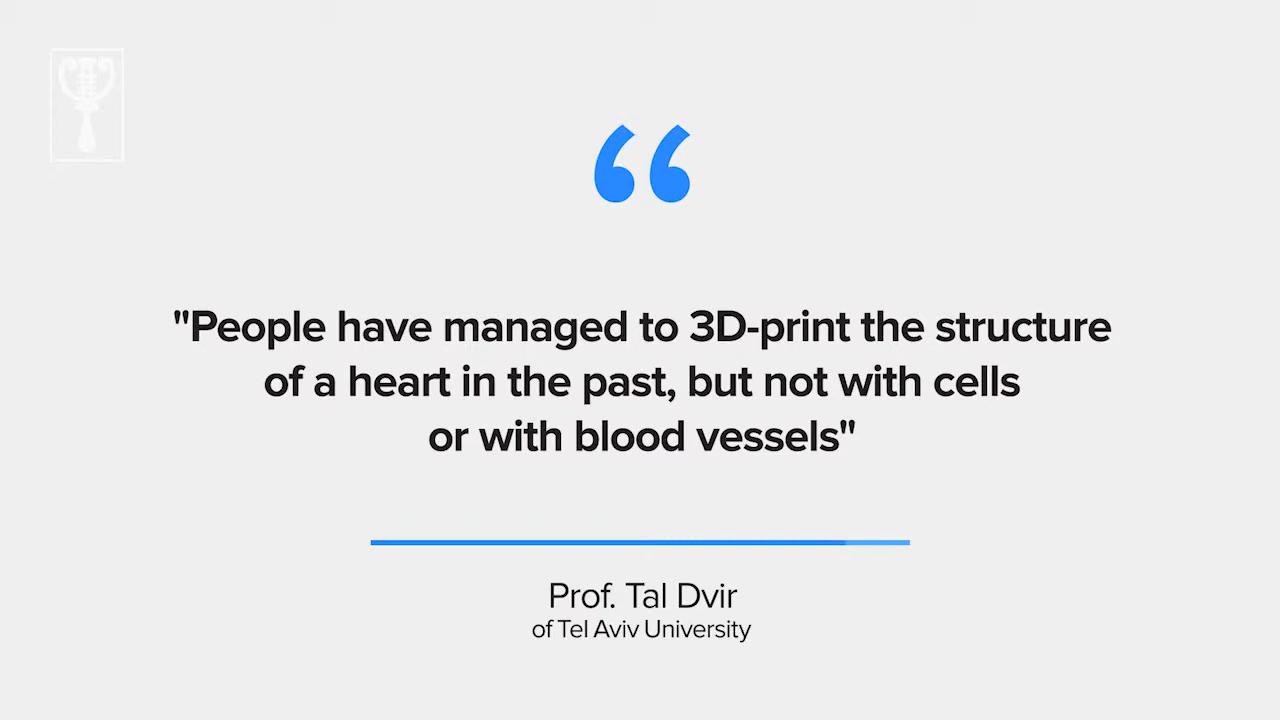 "People have managed to 3D-print the structure
of a heart in the past, but not with cells
or with blood vessels"
Prof. Tal Dvir
of Tel Aviv University